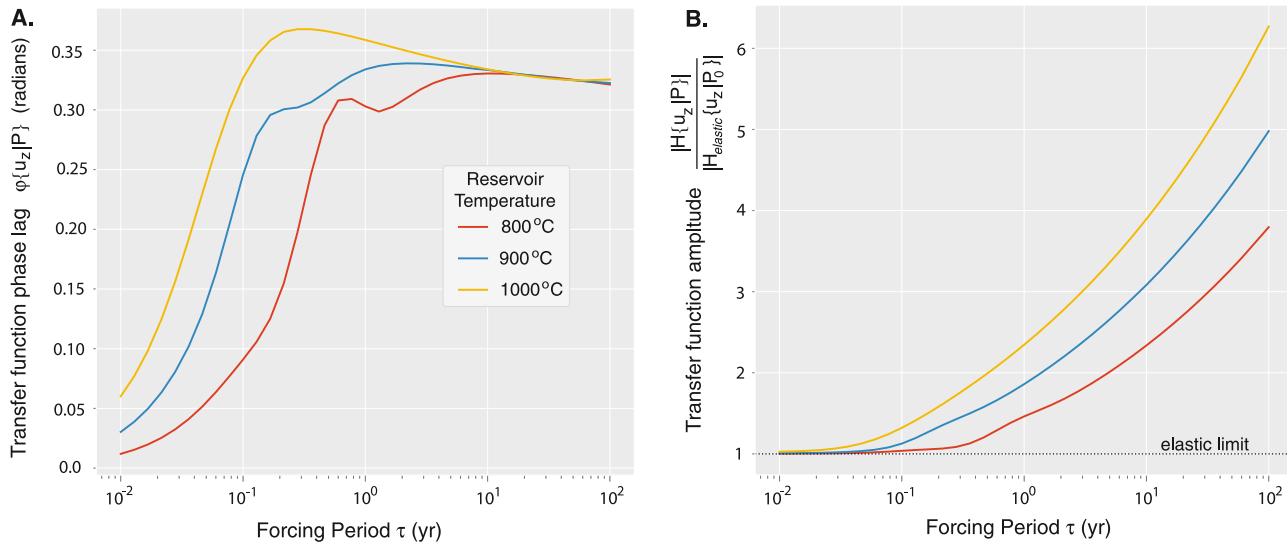 A.
Transfer function phase lag φ{u_z|P} (radians)
0.35
0.30
0.25
0.20
0.15
0.10
0.05
0.0
10^-2
10^-1
10^0
10^1
10^2
Forcing Period τ (yr)
Reservoir
Temperature
800°C
900°C
1000°C
B.
Transfer function amplitude |H{u_z|P}| / |H_elastic{u_z|P_0}|
6
5
4
3
2
1
elastic limit
10^-2
10^-1
10^0
10^1
10^2
Forcing Period τ (yr)